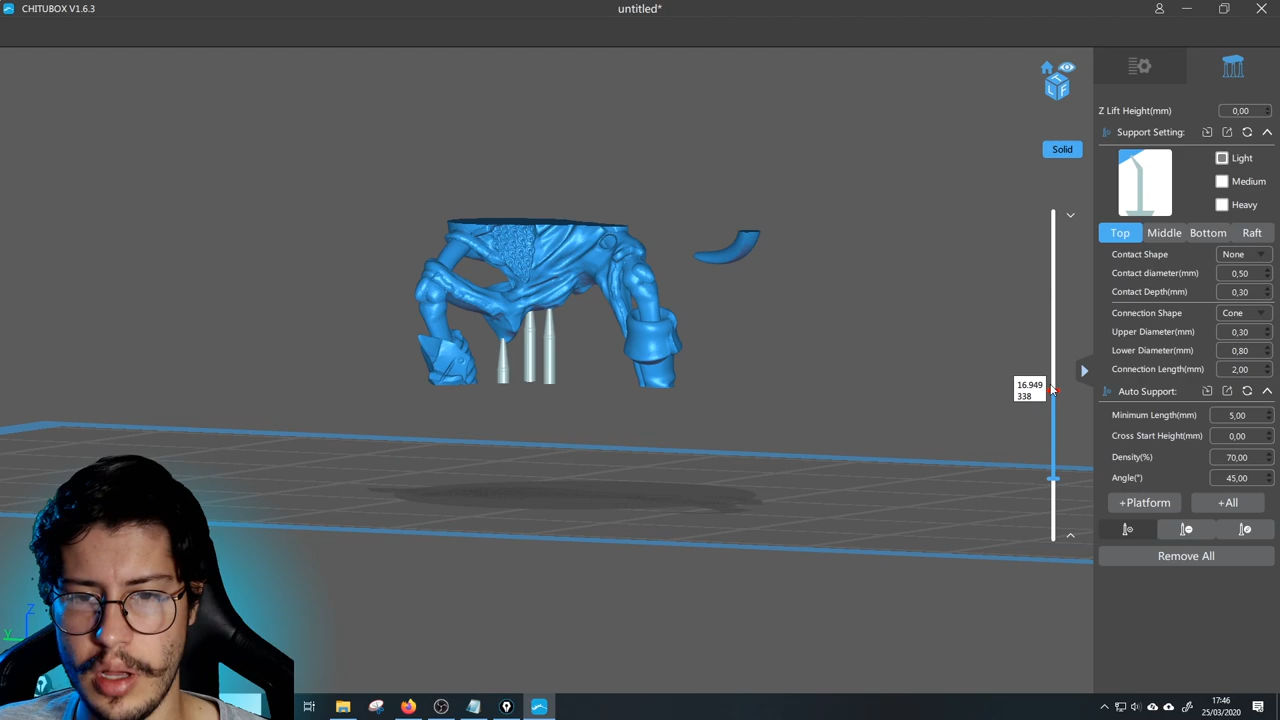 CHITUBOX V1.6.3
untitled*
Z Lift Height(mm) 0,00
Support Setting:
Light
Medium
Heavy
Top Middle Bottom Raft
Contact Shape None
Contact diameter(mm) 0,50
Contact Depth(mm) 0,30
Connection Shape Cone
Upper Diameter(mm) 0,30
Lower Diameter(mm) 0,80
Connection Length(mm) 2,00
Auto Support:
Minimum Length(mm) 5,00
Cross Start Height(mm) 0,00
Density(%) 70,00
Angle(°) 45,00
+Platform +All
Remove All
Solid
T
L F
16.949
338
Z
Y
17:46
25/03/2020